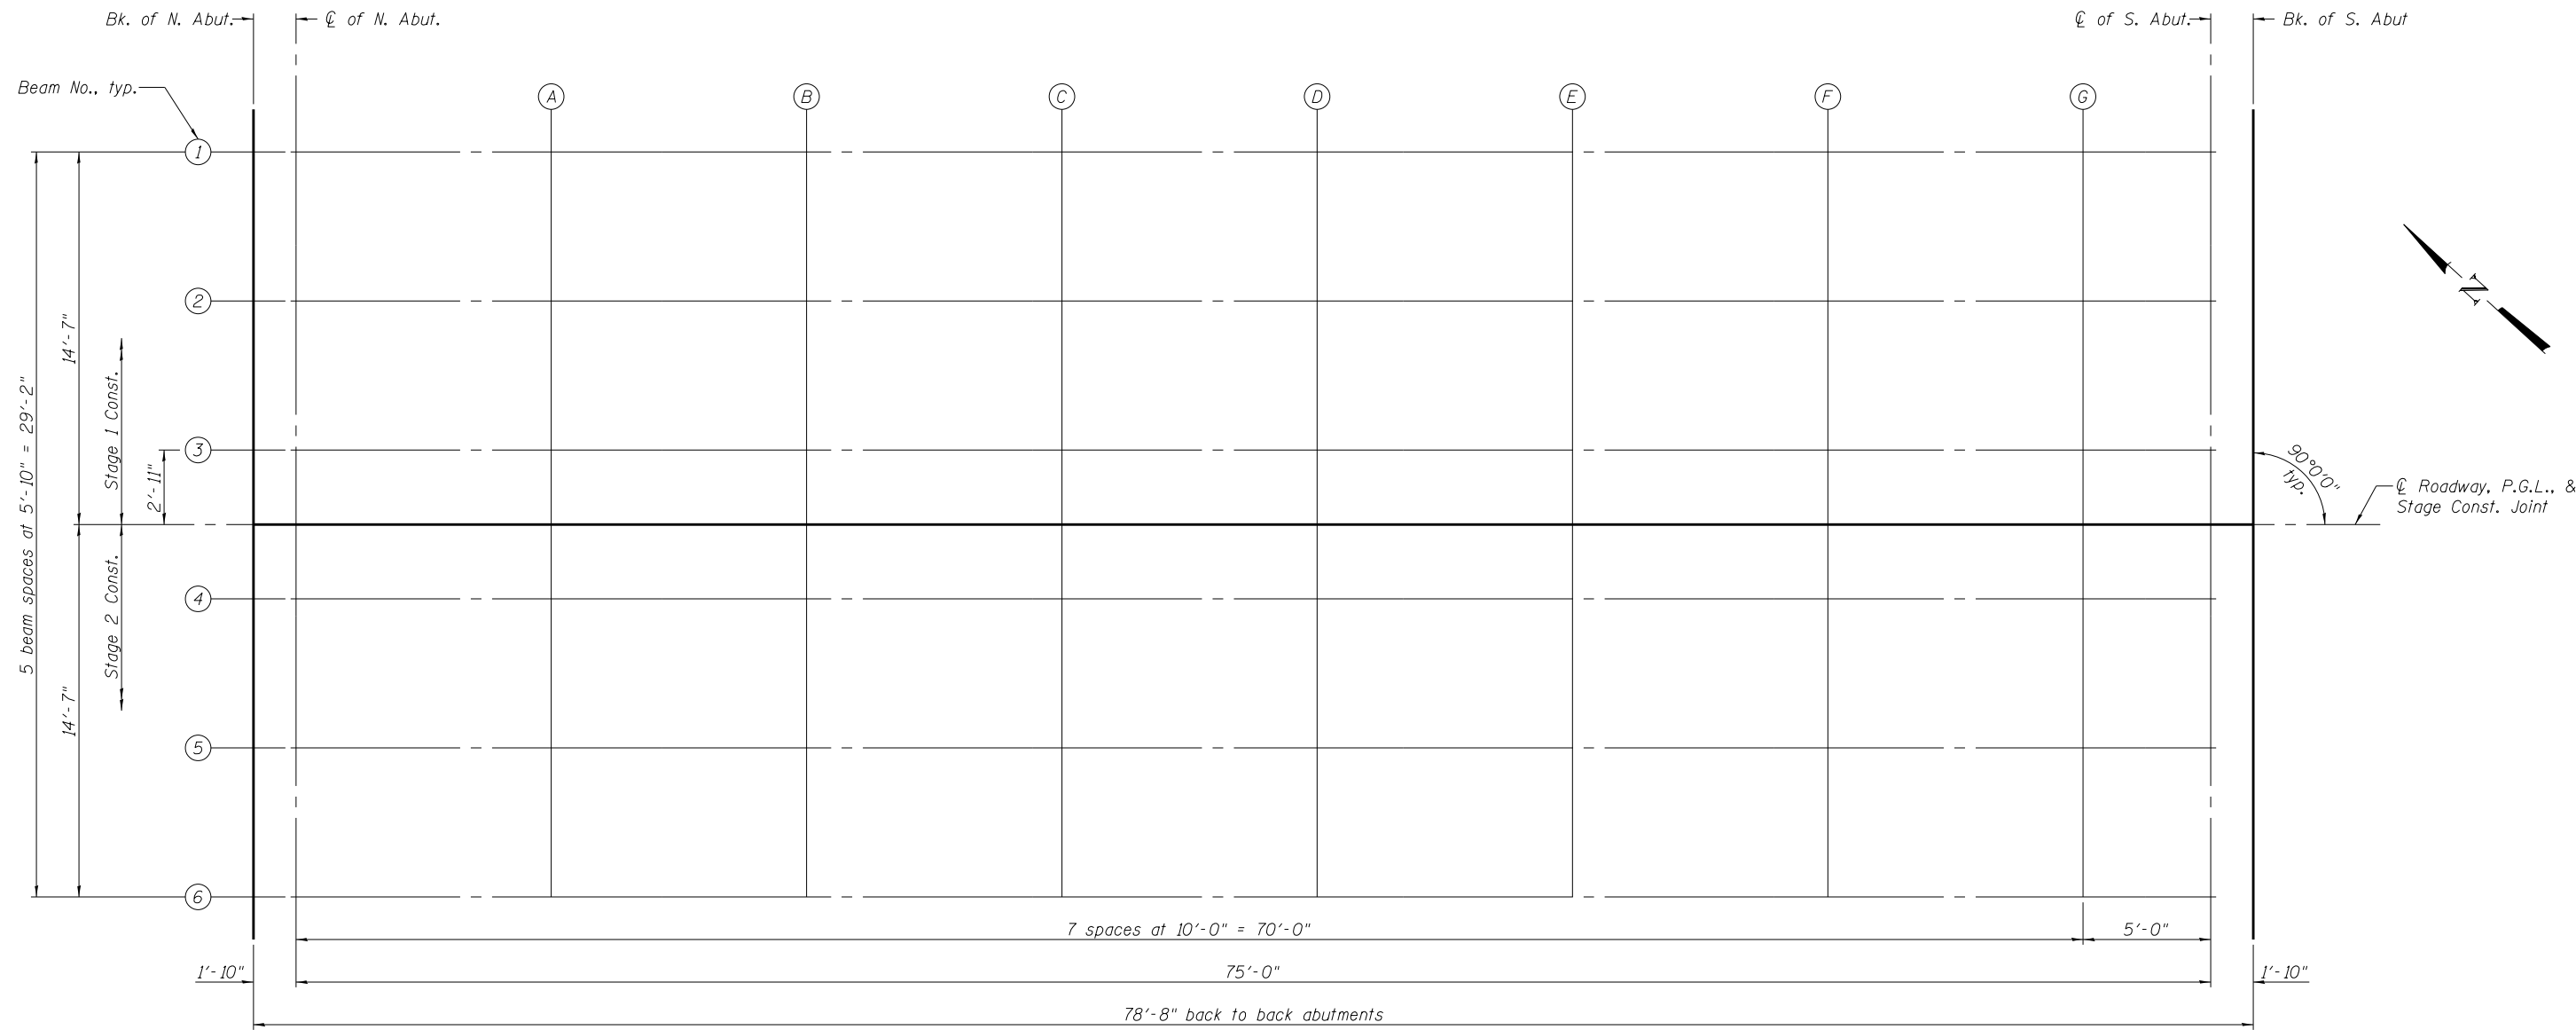 Bk. of N. Abut.
℄ of N. Abut.
℄ of S. Abut.
Bk. of S. Abut
Beam No., typ.
A
B
C
D
E
F
G
1
2
3
4
5
6
5 beam spaces at 5'-10" = 29'-2"
14'-7"
14'-7"
Stage 1 Const.
Stage 2 Const.
2'-11"
N
90°0'0"
typ.
℄ Roadway, P.G.L., &
Stage Const. Joint
7 spaces at 10'-0" = 70'-0"
5'-0"
1'-10"
75'-0"
1'-10"
78'-8" back to back abutments